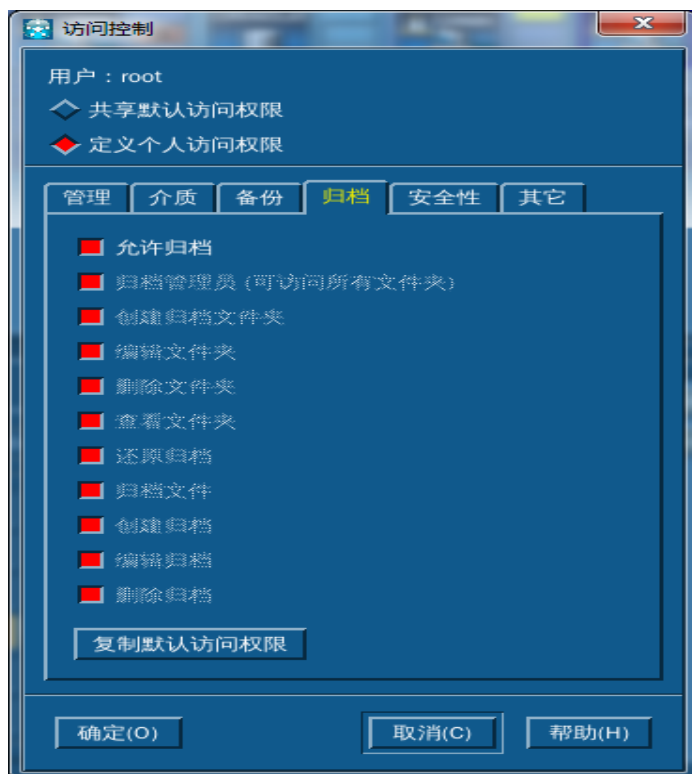 访问控制
用户：root
共享默认访问权限
定义个人访问权限
管理 介质 备份 归档 安全性 其它
允许归档
归档管理员 (可访问所有文件夹)
创建归档文件夹
编辑文件夹
删除文件夹
查看文件夹
还原归档
归档文件
创建归档
编辑归档
删除归档
复制默认访问权限
确定(O) 取消(C) 帮助(H)